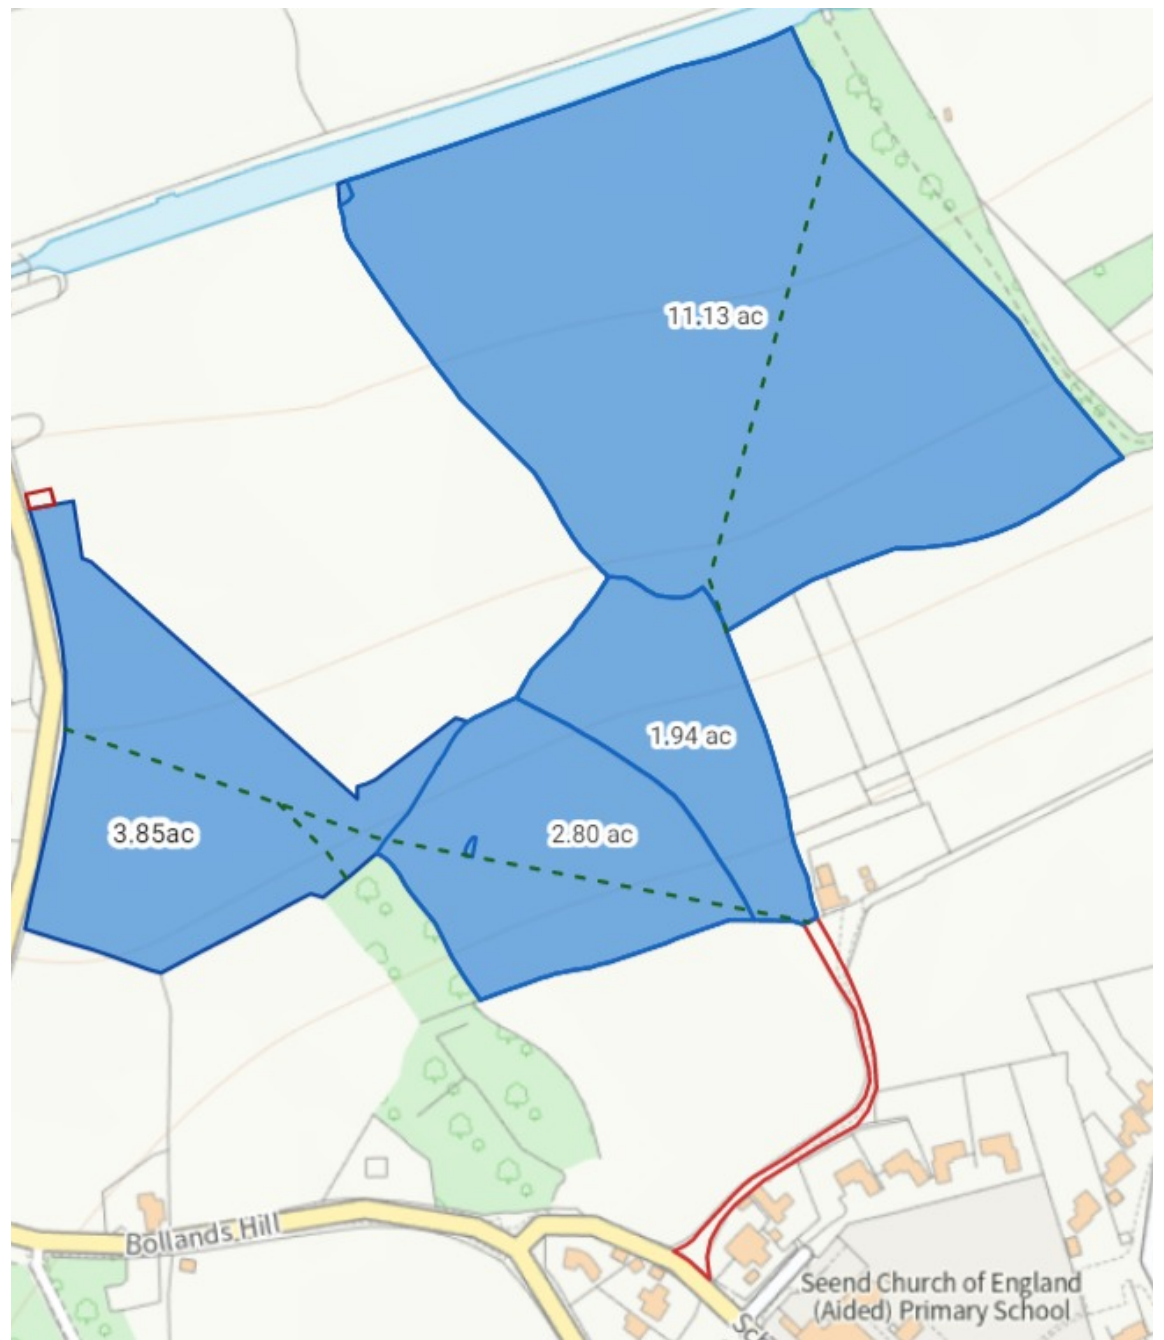 11.13 ac
1.94 ac
3.85ac
2.80 ac
Bollands Hill
Seend Church of England
(Aided) Primary School